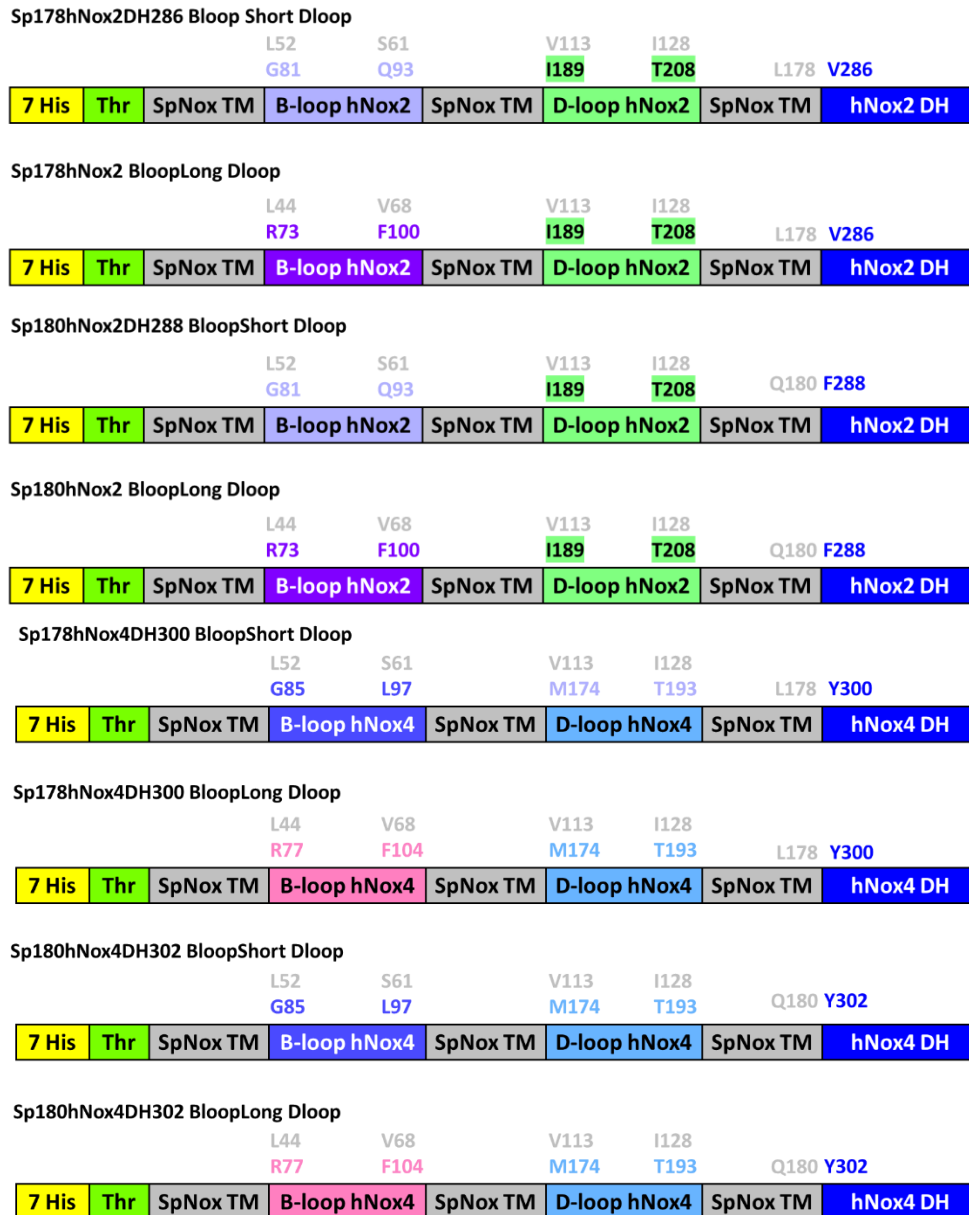 Sp178hNox2DH286 Bloop Short Dloop
L52 S61 V113 I128
G81 Q93 I189 T208 L178 V286
7 His Thr SpNox TM B-loop hNox2 SpNox TM D-loop hNox2 SpNox TM hNox2 DH
Sp178hNox2 BloopLong Dloop
L44 V68 V113 I128
R73 F100 I189 T208 L178 V286
7 His Thr SpNox TM B-loop hNox2 SpNox TM D-loop hNox2 SpNox TM hNox2 DH
Sp180hNox2DH288 BloopShort Dloop
L52 S61 V113 I128
G81 Q93 I189 T208 Q180 F288
7 His Thr SpNox TM B-loop hNox2 SpNox TM D-loop hNox2 SpNox TM hNox2 DH
Sp180hNox2 BloopLong Dloop
L44 V68 V113 I128
R73 F100 I189 T208 Q180 F288
7 His Thr SpNox TM B-loop hNox2 SpNox TM D-loop hNox2 SpNox TM hNox2 DH
Sp178hNox4DH300 BloopShort Dloop
L52 S61 V113 I128
G85 L97 M174 T193 L178 Y300
7 His Thr SpNox TM B-loop hNox4 SpNox TM D-loop hNox4 SpNox TM hNox4 DH
Sp178hNox4DH300 BloopLong Dloop
L44 V68 V113 I128
R77 F104 M174 T193 L178 Y300
7 His Thr SpNox TM B-loop hNox4 SpNox TM D-loop hNox4 SpNox TM hNox4 DH
Sp180hNox4DH302 BloopShort Dloop
L52 S61 V113 I128
G85 L97 M174 T193 Q180 Y302
7 His Thr SpNox TM B-loop hNox4 SpNox TM D-loop hNox4 SpNox TM hNox4 DH
Sp180hNox4DH302 BloopLong Dloop
L44 V68 V113 I128
R77 F104 M174 T193 Q180 Y302
7 His Thr SpNox TM B-loop hNox4 SpNox TM D-loop hNox4 SpNox TM hNox4 DH